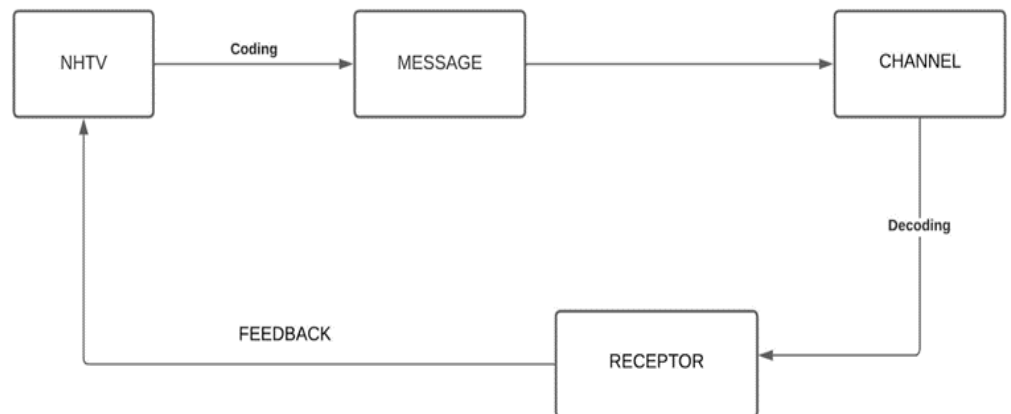 Coding
NHTV
MESSAGE
CHANNEL
Decoding
FEEDBACK
RECEPTOR